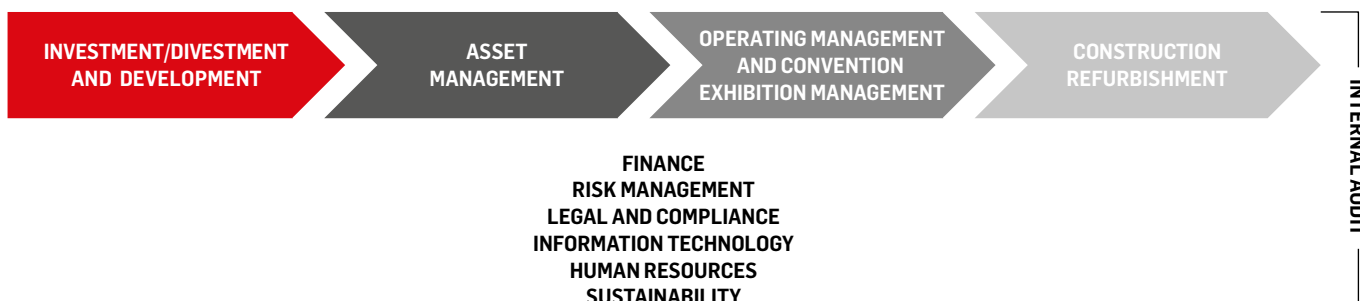 INVESTMENT/DIVESTMENT
AND DEVELOPMENT
ASSET
MANAGEMENT
OPERATING MANAGEMENT
AND CONVENTION
EXHIBITION MANAGEMENT
CONSTRUCTION
REFURBISHMENT
INTERNAL AUDIT
FINANCE
RISK MANAGEMENT
LEGAL AND COMPLIANCE
INFORMATION TECHNOLOGY
HUMAN RESOURCES
SUSTAINABILITY